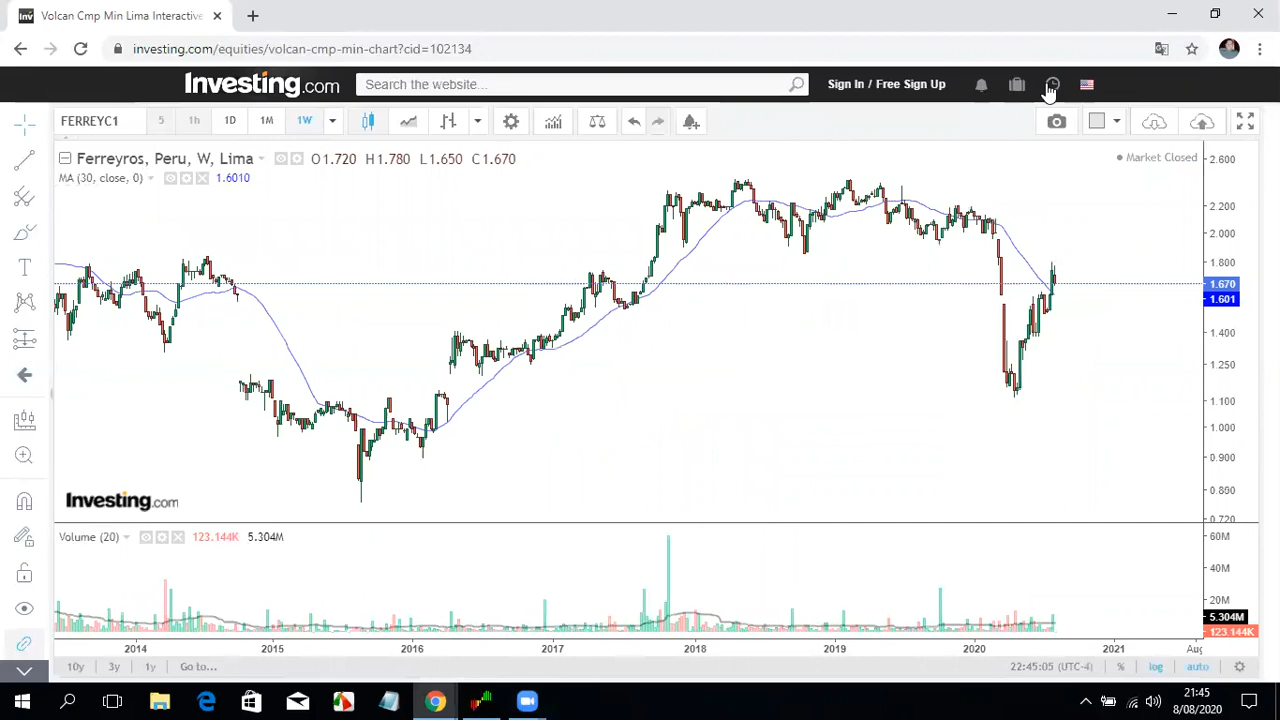 Volcan Cmp Min Lima Interactive
investing.com/equities/volcan-cmp-min-chart?cid=102134
Investing.com
Search the website...
Sign In / Free Sign Up
FERREYC1
5
1h
1D
1M
1W
Ferreyros, Peru, W, Lima O1.720 H1.780 L1.650 C1.670
Market Closed
MA (30, close, 0) 1.6010
2.600
2.200
2.000
1.800
1.670
1.601
1.400
1.250
1.100
1.000
0.900
0.720
Investing.com
Volume (20) 123.144K 5.304M
60M
40M
20M
5.304M
123.144K
2014 2015 2016 2017 2018 2019 2020 2021 Aug
10y 3y 1y Go to... 22:45:05 (UTC-4) % log auto
21:45
8/08/2020